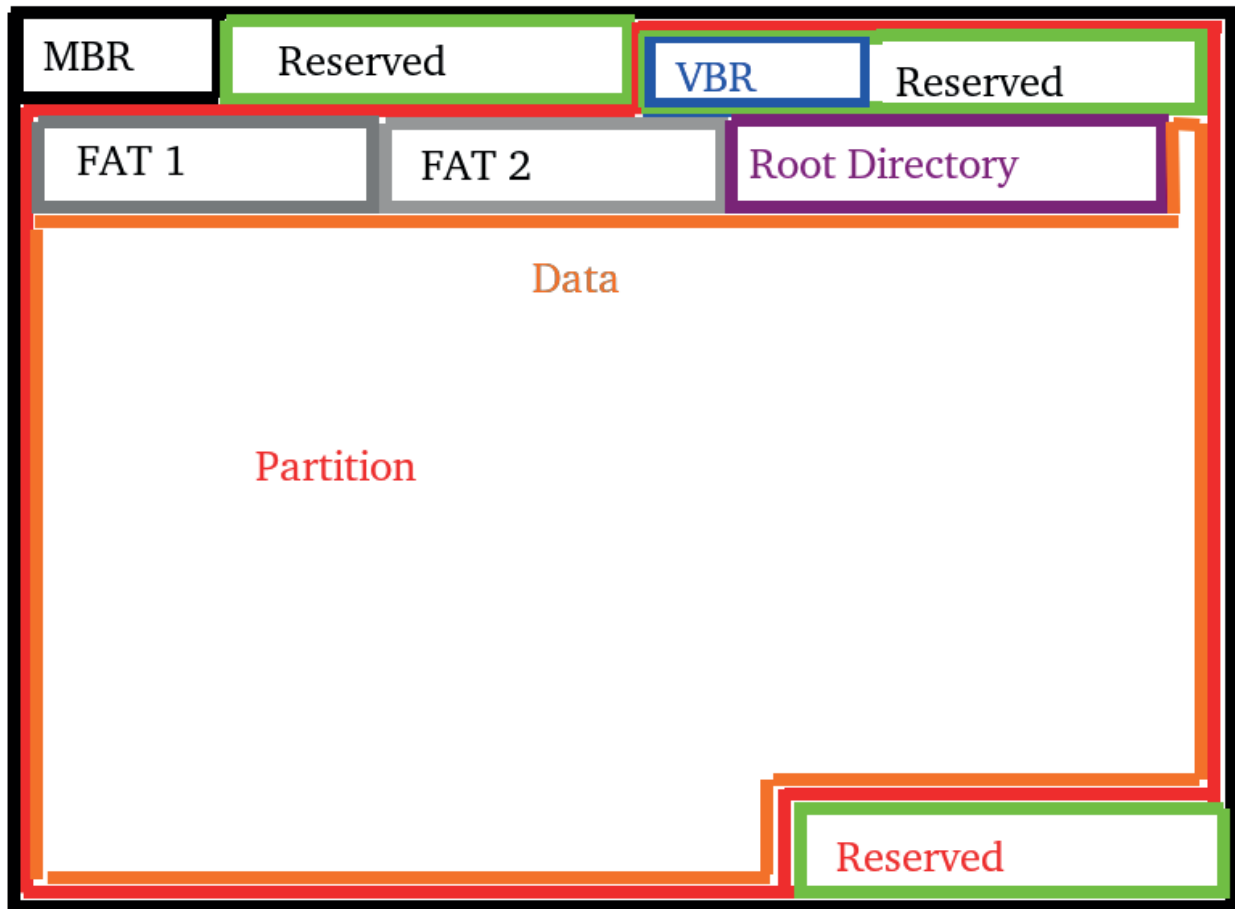 MBR
Reserved
VBR
Reserved
FAT 1
FAT 2
Root Directory
Data
Partition
Reserved